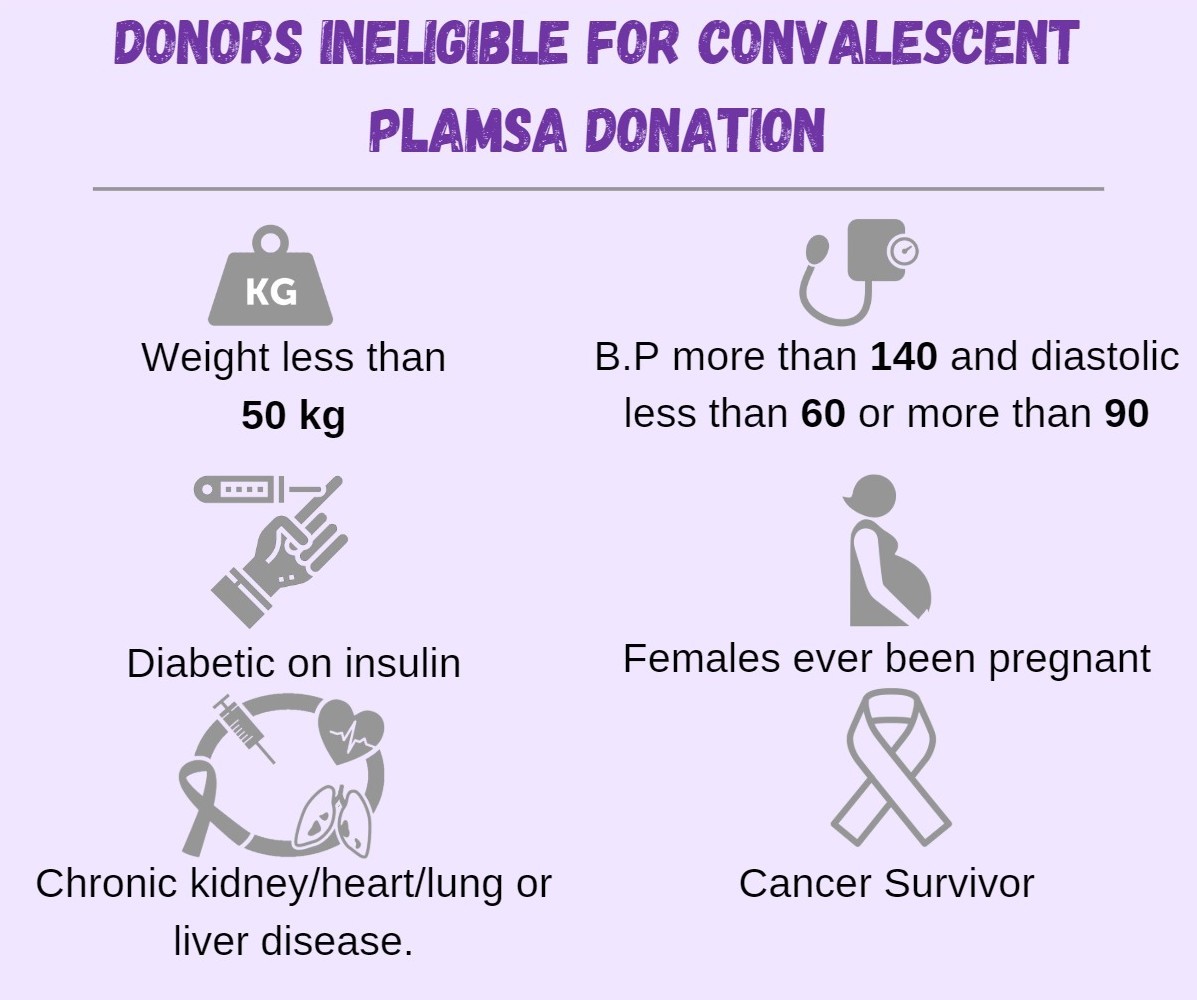 DONORS INELIGIBLE FOR CONVALESCENT
PLAMSA DONATION
KG
Weight less than
50 kg
B.P more than 140 and diastolic
less than 60 or more than 90
Diabetic on insulin
Females ever been pregnant
Chronic kidney/heart/lung or
liver disease.
Cancer Survivor